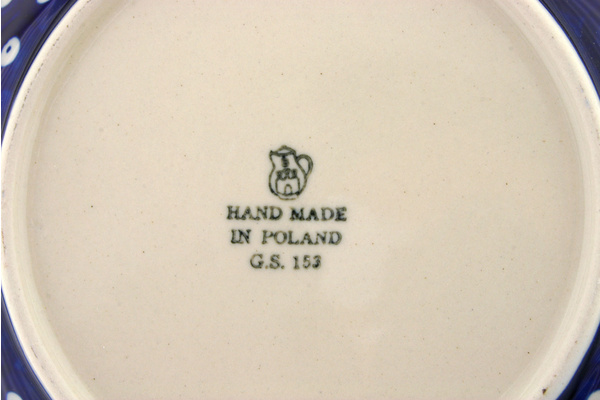 HAND MADE
IN POLAND
G.S. 153